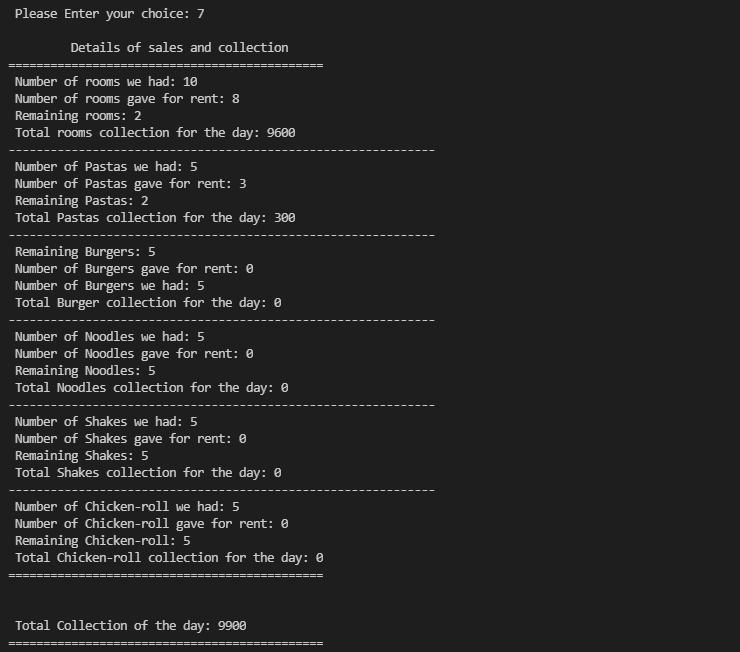 Please Enter your choice: 7
Details of sales and collection
=============================================
Number of rooms we had: 10
Number of rooms gave for rent: 8
Remaining rooms: 2
Total rooms collection for the day: 9600
-------------------------------------------------------------
Number of Pastas we had: 5
Number of Pastas gave for rent: 3
Remaining Pastas: 2
Total Pastas collection for the day: 300
-------------------------------------------------------------
Remaining Burgers: 5
Number of Burgers gave for rent: 0
Number of Burgers we had: 5
Total Burger collection for the day: 0
-------------------------------------------------------------
Number of Noodles we had: 5
Number of Noodles gave for rent: 0
Remaining Noodles: 5
Total Noodles collection for the day: 0
-------------------------------------------------------------
Number of Shakes we had: 5
Number of Shakes gave for rent: 0
Remaining Shakes: 5
Total Shakes collection for the day: 0
-------------------------------------------------------------
Number of Chicken-roll we had: 5
Number of Chicken-roll gave for rent: 0
Remaining Chicken-roll: 5
Total Chicken-roll collection for the day: 0
=============================================
Total Collection of the day: 9900
=============================================